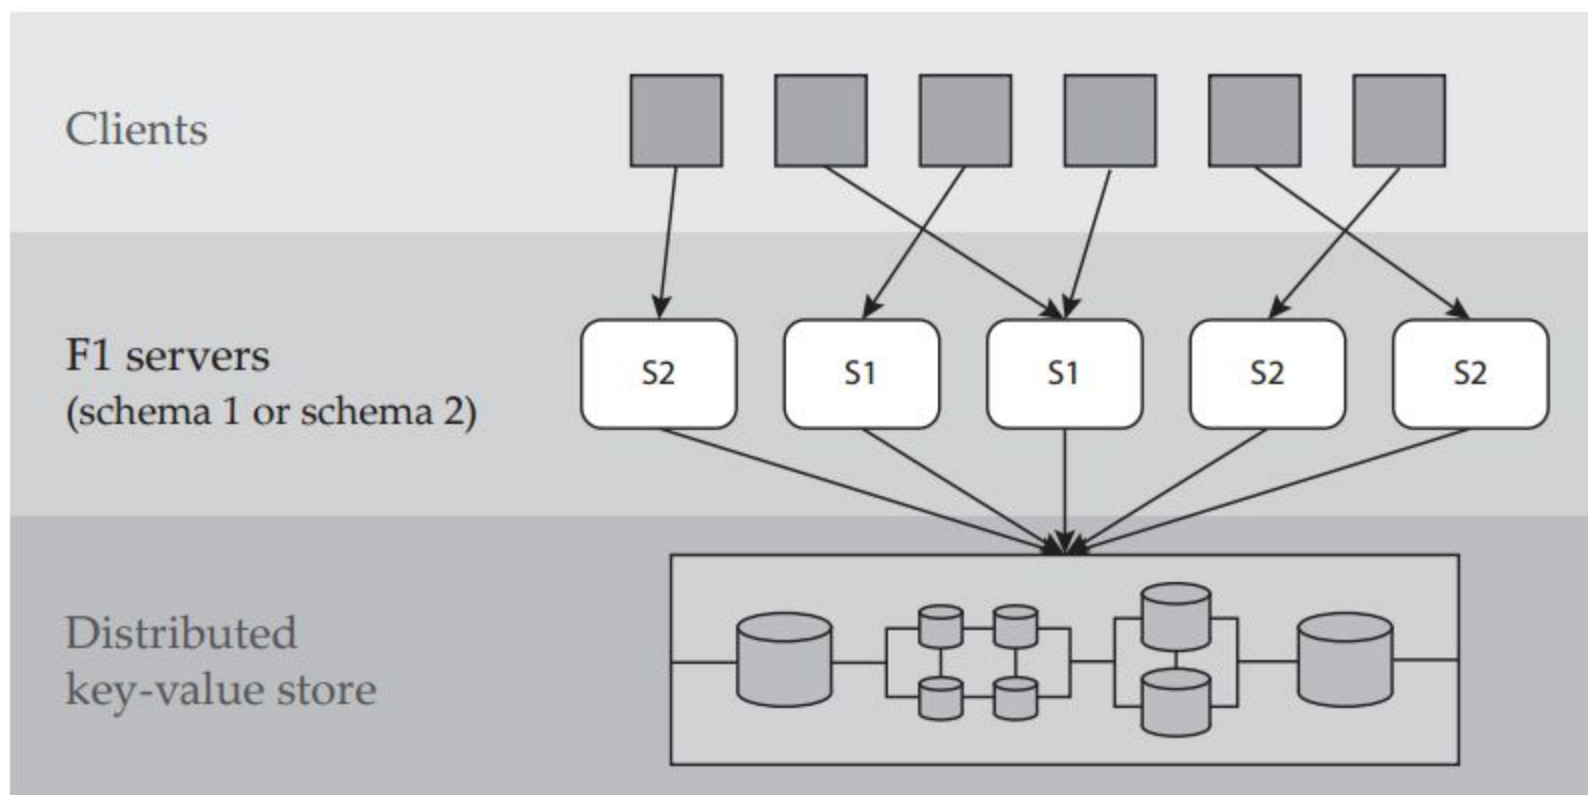 Clients
F1 servers
(schema 1 or schema 2)
S2
S1
S1
S2
S2
Distributed
key-value store